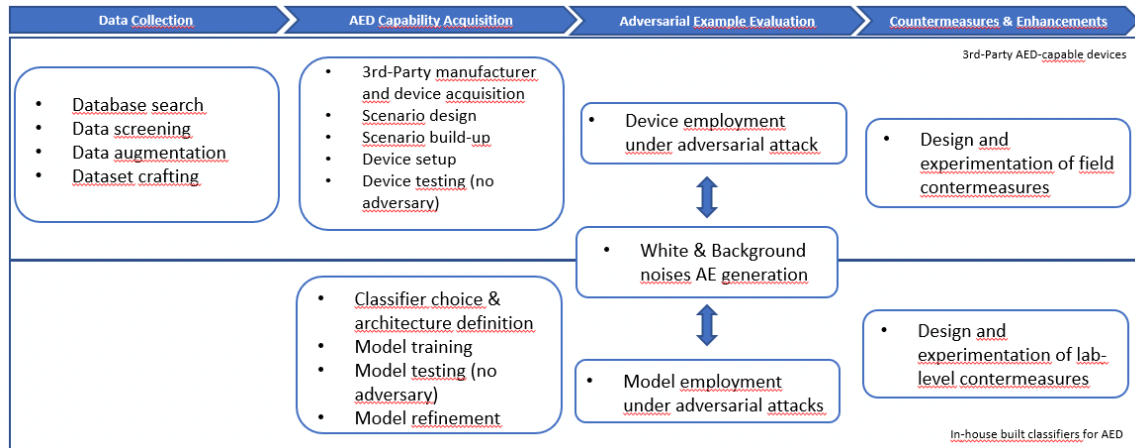 Data Collection
AED Capability Acquisition
Adversarial Example Evaluation
Countermeasures & Enhancements
3rd-Party AED-capable devices
• Database search
• Data screening
• Data augmentation
• Dataset crafting
• 3rd-Party manufacturer
and device acquisition
• Scenario design
• Scenario build-up
• Device setup
• Device testing (no
adversary)
• Device employment
under adversarial attack
• Design and
experimentation of field
contermeasures
• White & Background
noises AE generation
• Classifier choice &
architecture definition
• Model training
• Model testing (no
adversary)
• Model refinement
• Model employment
under adversarial attacks
• Design and
experimentation of lab-
level contermeasures
In-house built classifiers for AED